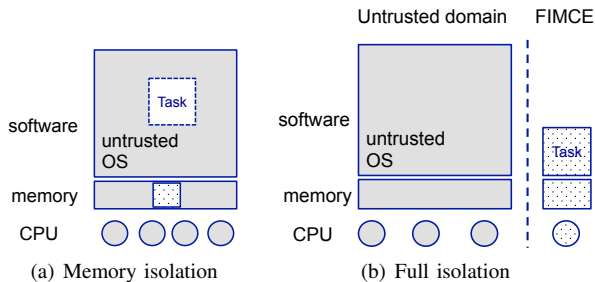 Untrusted domain FIMCE
Task
software
untrusted
OS
memory
CPU
(a) Memory isolation
untrusted
OS
Task
software
memory
CPU
(b) Full isolation